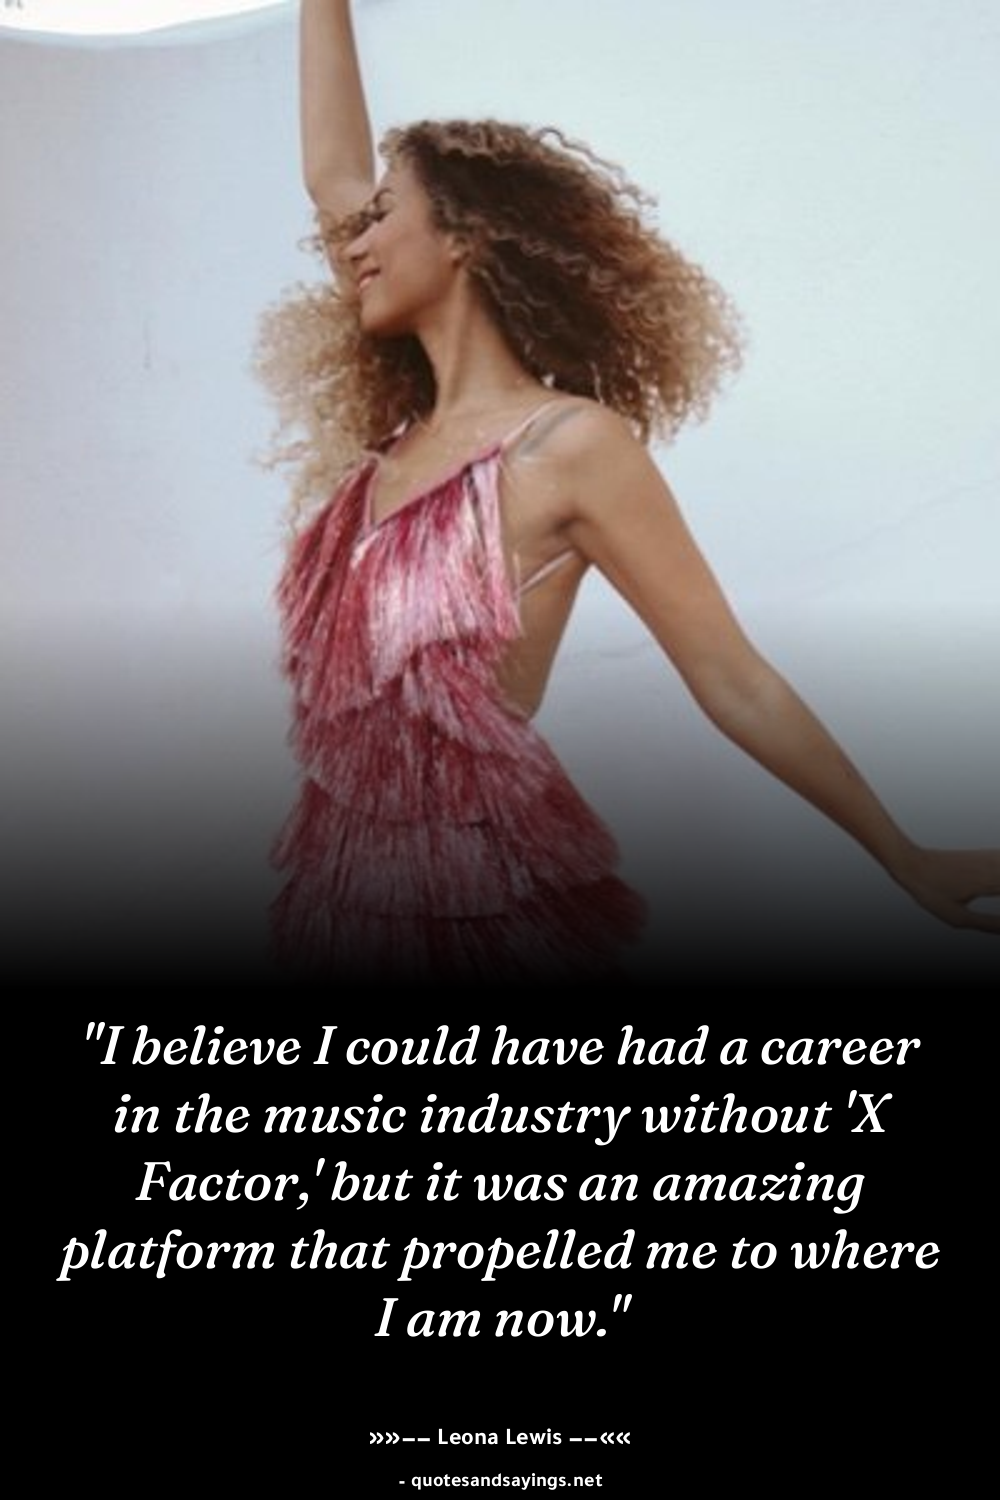 "I believe I could have had a career
in the music industry without 'X
Factor,' but it was an amazing
platform that propelled me to where
I am now."
»»–– Leona Lewis ––««
- quotesandsayings.net